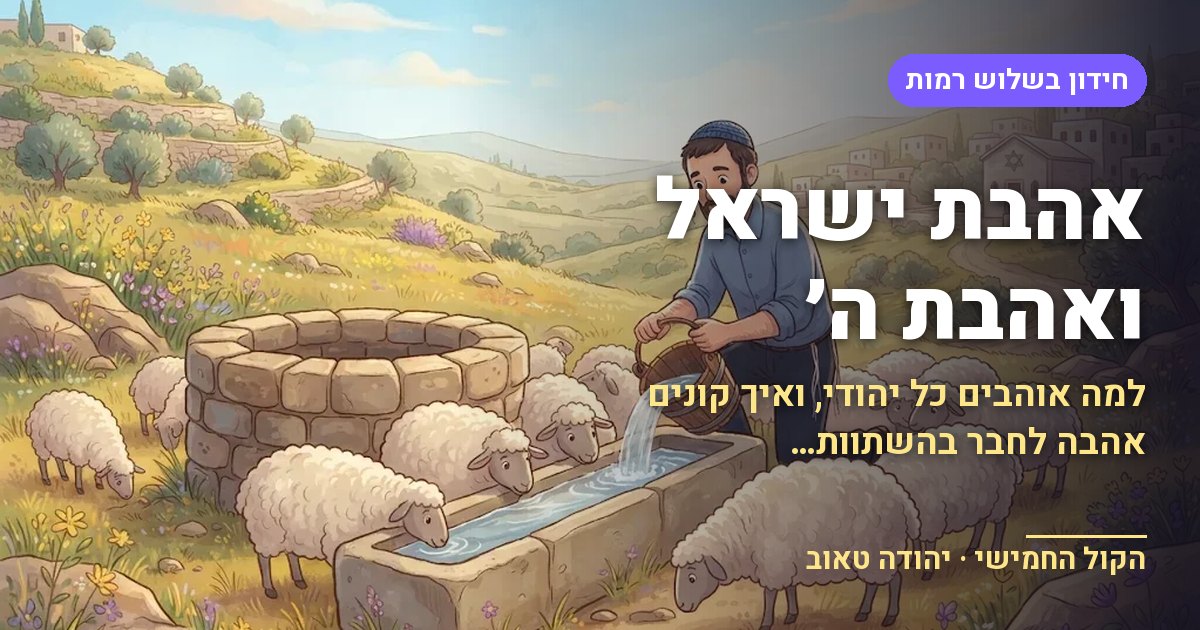 חידון בשלוש רמות
אהבת ישראל
ואהבת ה׳
למה אוהבים כל יהודי, ואיך קונים
אהבה לחבר בהשתוות...
הקול החמישי · יהודה טאוב